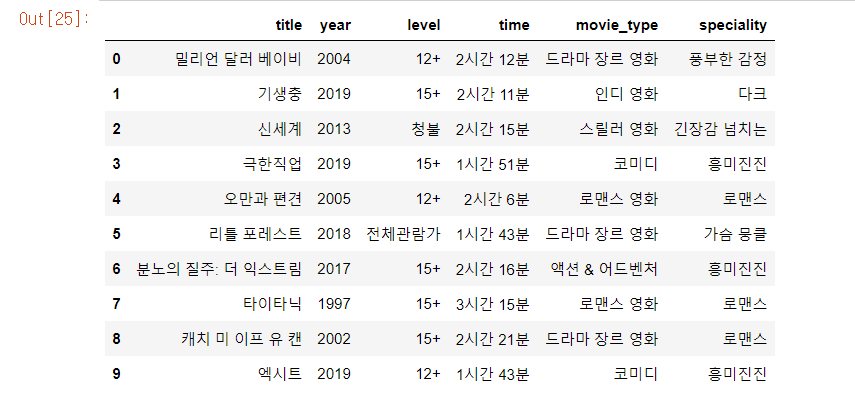 Out[25]:
title year level time movie_type speciality
0 밀리언 달러 베이비 2004 12+ 2시간 12분 드라마 장르 영화 풍부한 감정
1 기생충 2019 15+ 2시간 11분 인디 영화 다크
2 신세계 2013 청불 2시간 15분 스릴러 영화 긴장감 넘치는
3 극한직업 2019 15+ 1시간 51분 코미디 흥미진진
4 오만과 편견 2005 12+ 2시간 6분 로맨스 영화 로맨스
5 리틀 포레스트 2018 전체관람가 1시간 43분 드라마 장르 영화 가슴 뭉클
6 분노의 질주: 더 익스트림 2017 15+ 2시간 16분 액션 & 어드벤처 흥미진진
7 타이타닉 1997 15+ 3시간 15분 로맨스 영화 로맨스
8 캐치 미 이프 유 캔 2002 15+ 2시간 21분 드라마 장르 영화 로맨스
9 엑시트 2019 12+ 1시간 43분 코미디 흥미진진